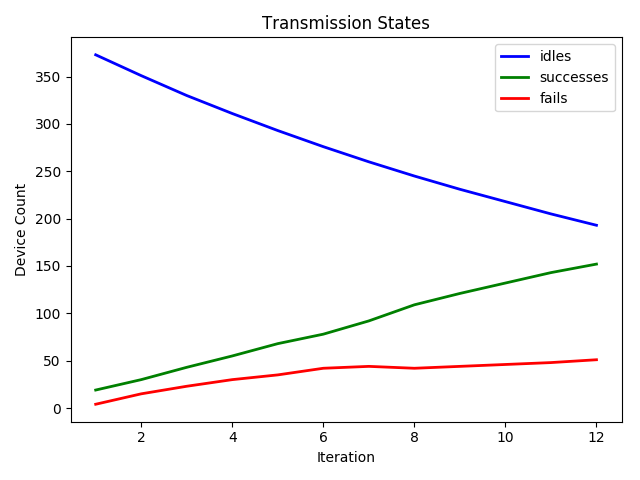 Transmission States
idles
successes
fails
Device Count
350
300
250
200
150
100
50
0
2 4 6 8 10 12
Iteration